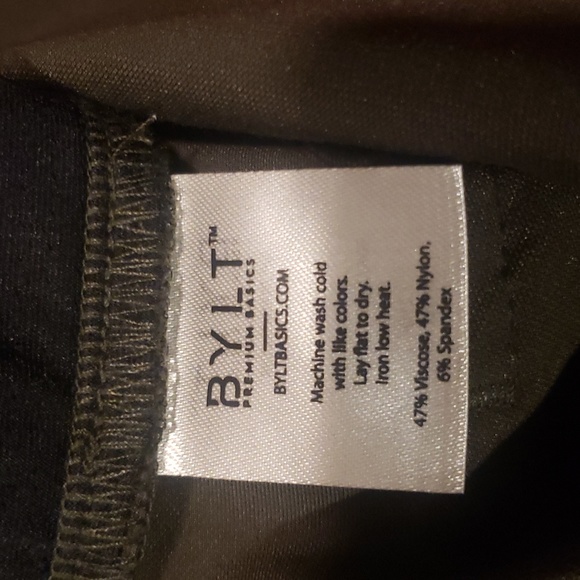 BYLT™
PREMIUM BASICS
BYLTBASICS.COM
Machine wash cold
with like colors.
Lay flat to dry.
Iron low heat.
47% Viscose, 47% Nylon,
6% Spandex